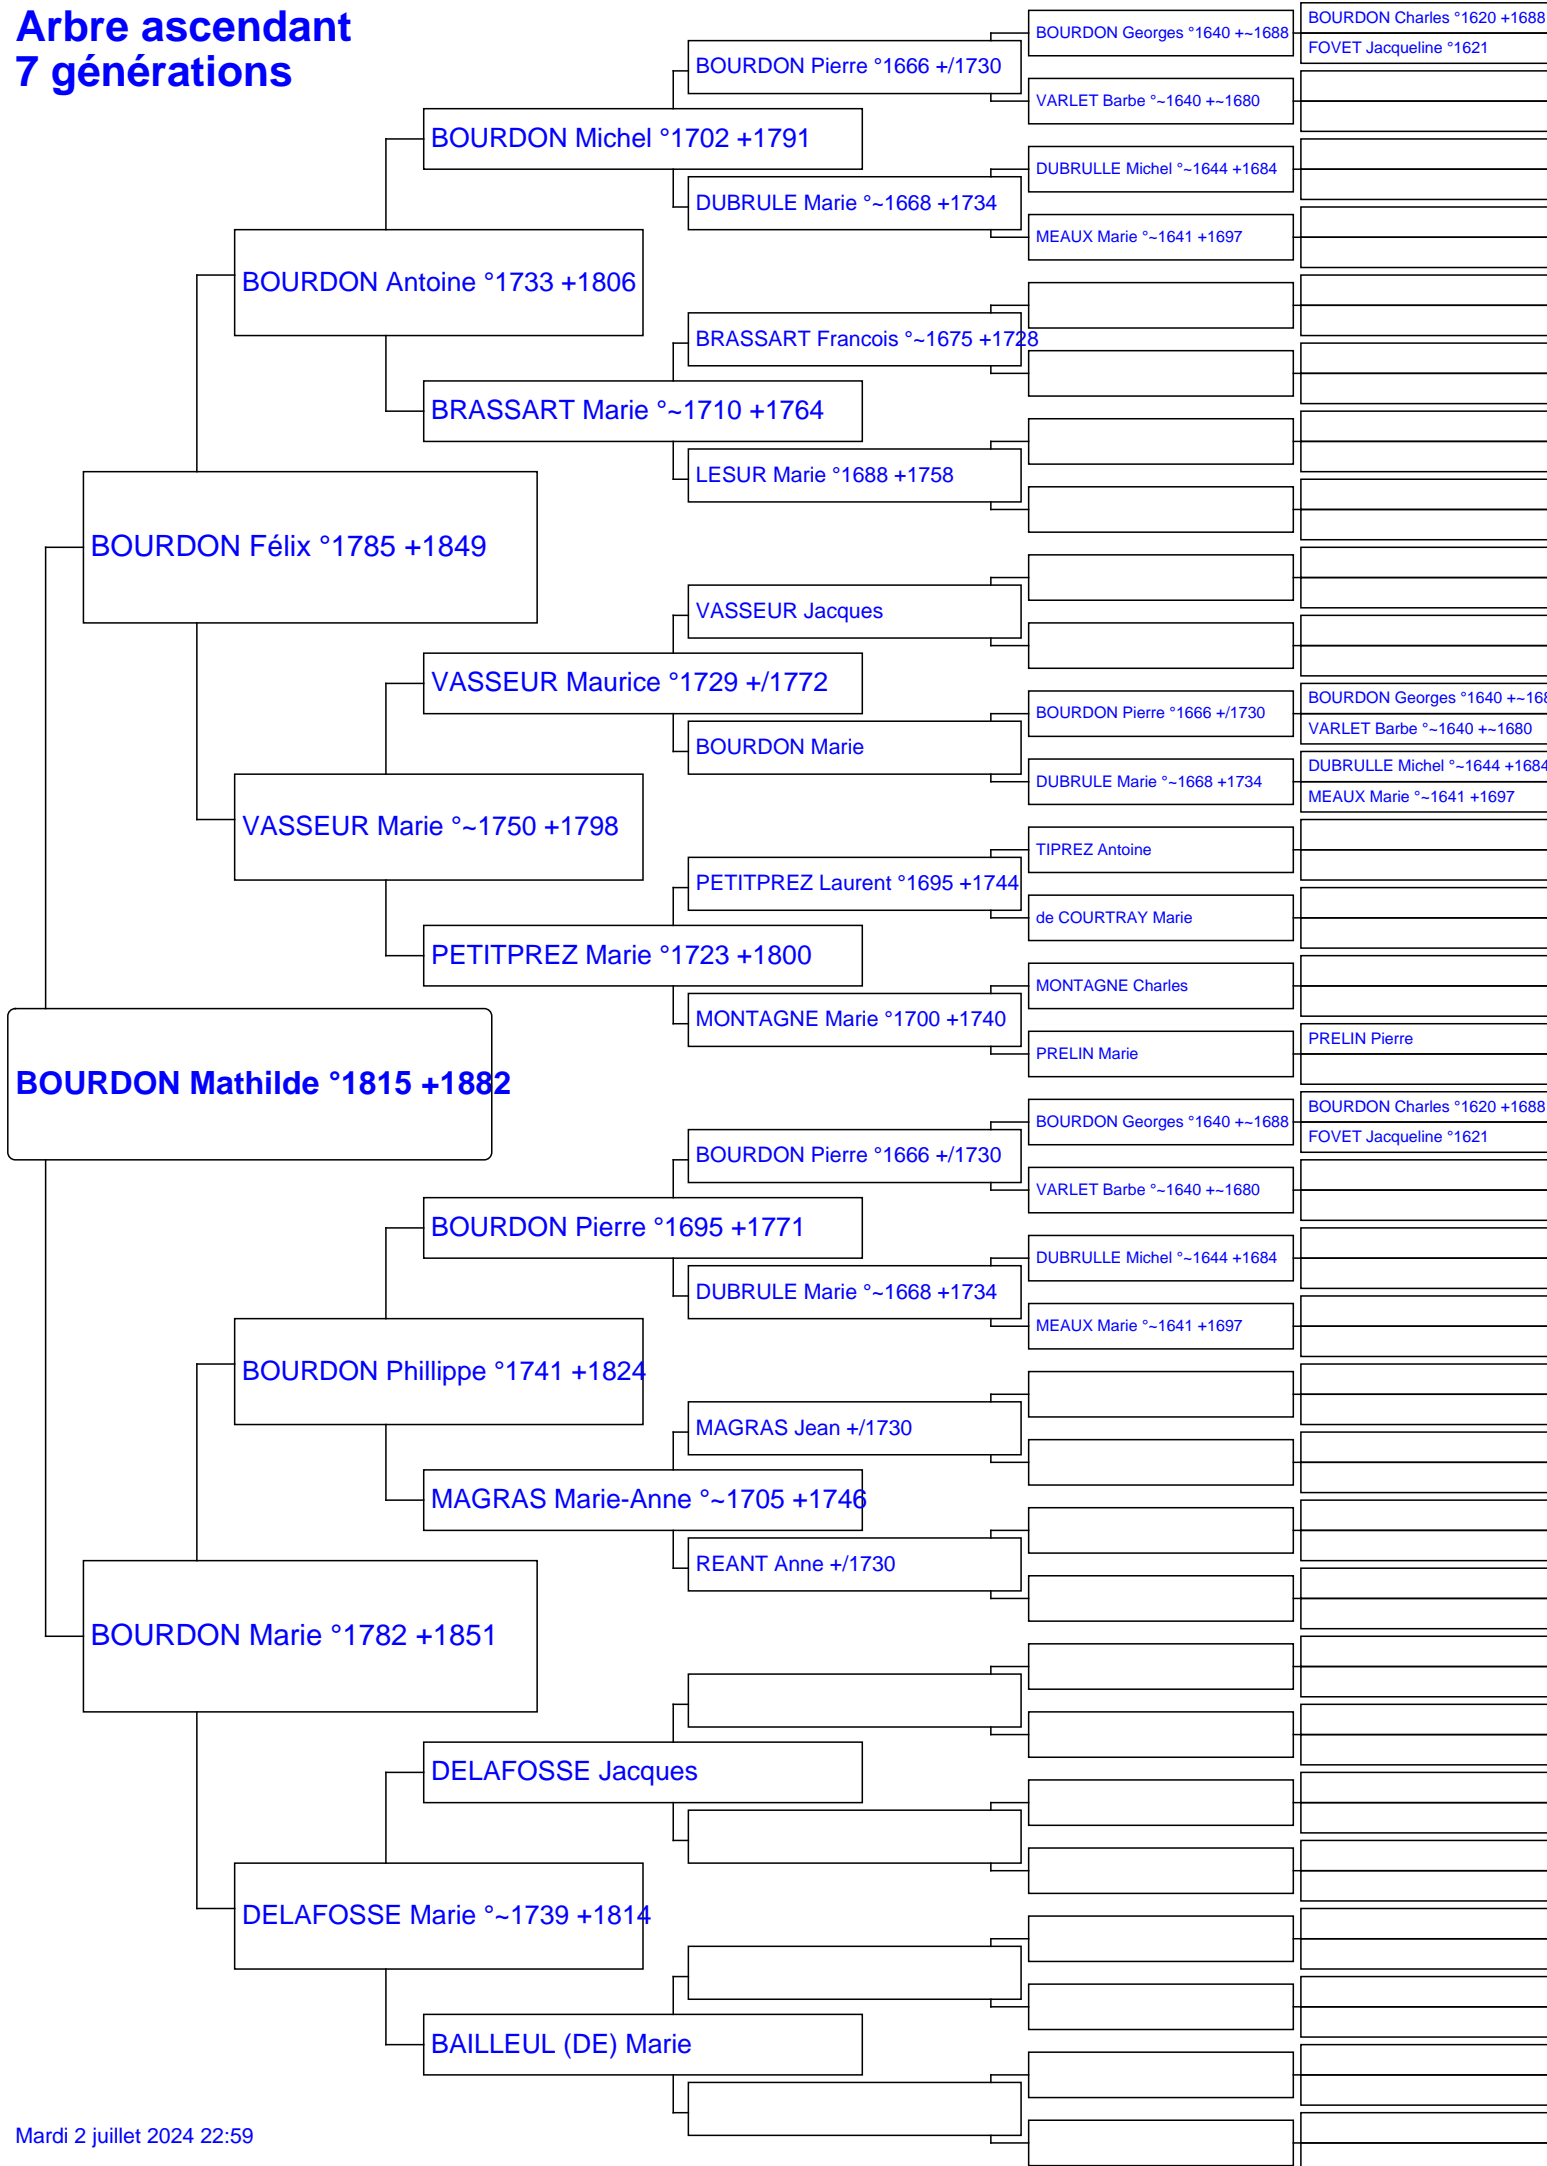 Arbre ascendant
7 générations
BOURDON Mathilde °1815 +1882
BOURDON Félix °1785 +1849
BOURDON Marie °1782 +1851
BOURDON Antoine °1733 +1806
VASSEUR Marie °~1750 +1798
BOURDON Phillippe °1741 +1824
DELAFOSSE Marie °~1739 +1814
BOURDON Michel °1702 +1791
BRASSART Marie °~1710 +1764
VASSEUR Maurice °1729 +/1772
PETITPREZ Marie °1723 +1800
BOURDON Pierre °1695 +1771
MAGRAS Marie-Anne °~1705 +1746
DELAFOSSE Jacques
BAILLEUL (DE) Marie
BOURDON Pierre °1666 +/1730
DUBRULE Marie °~1668 +1734
BRASSART Francois °~1675 +1728
LESUR Marie °1688 +1758
VASSEUR Jacques
BOURDON Marie
PETITPREZ Laurent °1695 +1744
MONTAGNE Marie °1700 +1740
BOURDON Pierre °1666 +/1730
DUBRULE Marie °~1668 +1734
MAGRAS Jean +/1730
REANT Anne +/1730
BOURDON Georges °1640 +~1688
VARLET Barbe °~1640 +~1680
DUBRULLE Michel °~1644 +1684
MEAUX Marie °~1641 +1697
BOURDON Pierre °1666 +/1730
DUBRULE Marie °~1668 +1734
TIPREZ Antoine
de COURTRAY Marie
MONTAGNE Charles
PRELIN Marie
BOURDON Georges °1640 +~1688
VARLET Barbe °~1640 +~1680
DUBRULLE Michel °~1644 +1684
MEAUX Marie °~1641 +1697
BOURDON Charles °1620 +1688
FOVET Jacqueline °1621
BOURDON Georges °1640 +~168
VARLET Barbe °~1640 +~1680
DUBRULLE Michel °~1644 +1684
MEAUX Marie °~1641 +1697
PRELIN Pierre
BOURDON Charles °1620 +1688
FOVET Jacqueline °1621
Mardi 2 juillet 2024 22:59